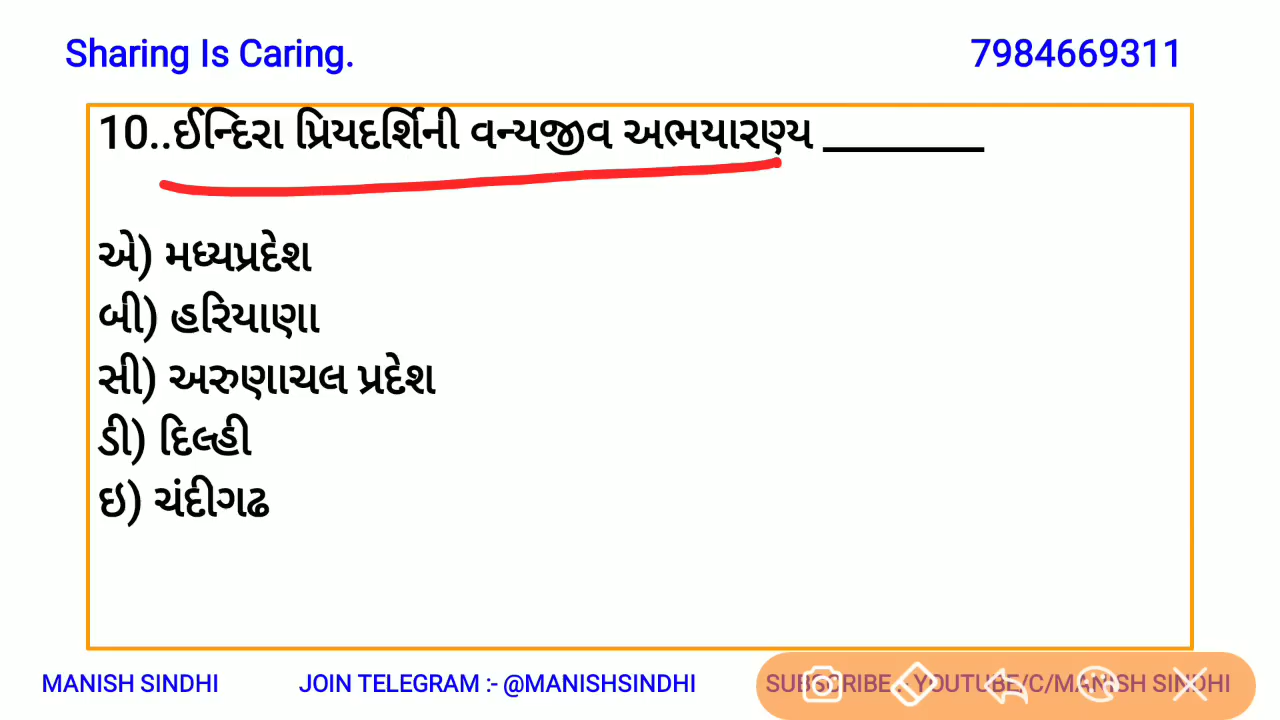 Sharing Is Caring.
7984669311
10..ઈન્દિરા પ્રિયદર્શિની વન્યજીવ અભયારણ્ય ________
એ) મધ્યપ્રદેશ
બી) હરિયાણા
સી) અરુણાચલ પ્રદેશ
ડી) દિલ્હી
ઇ) ચંદીગઢ
MANISH SINDHI
JOIN TELEGRAM :- @MANISHSINDHI
SUBSCRIBE :- YOUTUBE/C/MANISH SINDHI